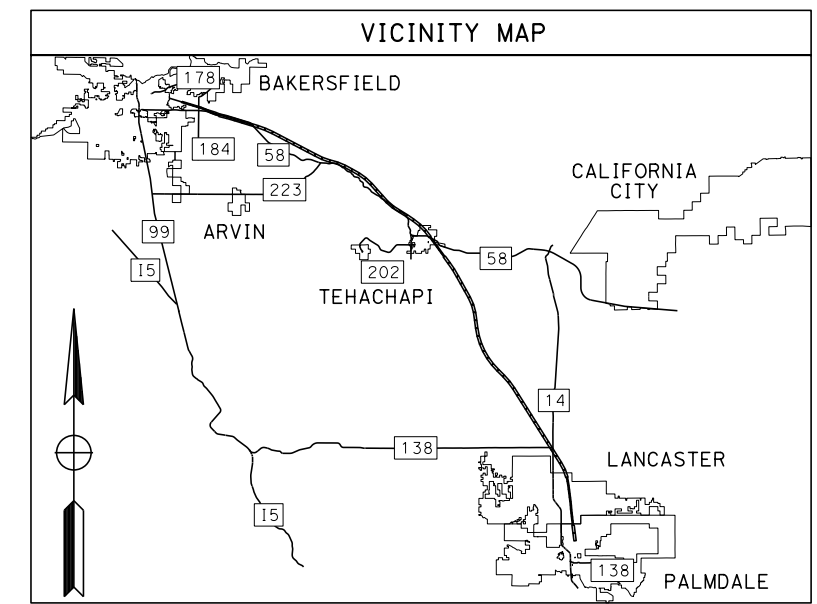 VICINITY MAP
178
BAKERSFIELD
184
58
223
CALIFORNIA
CITY
ARVIN
99
I5
202
58
TEHACHAPI
14
138
LANCASTER
I5
138
PALMDALE